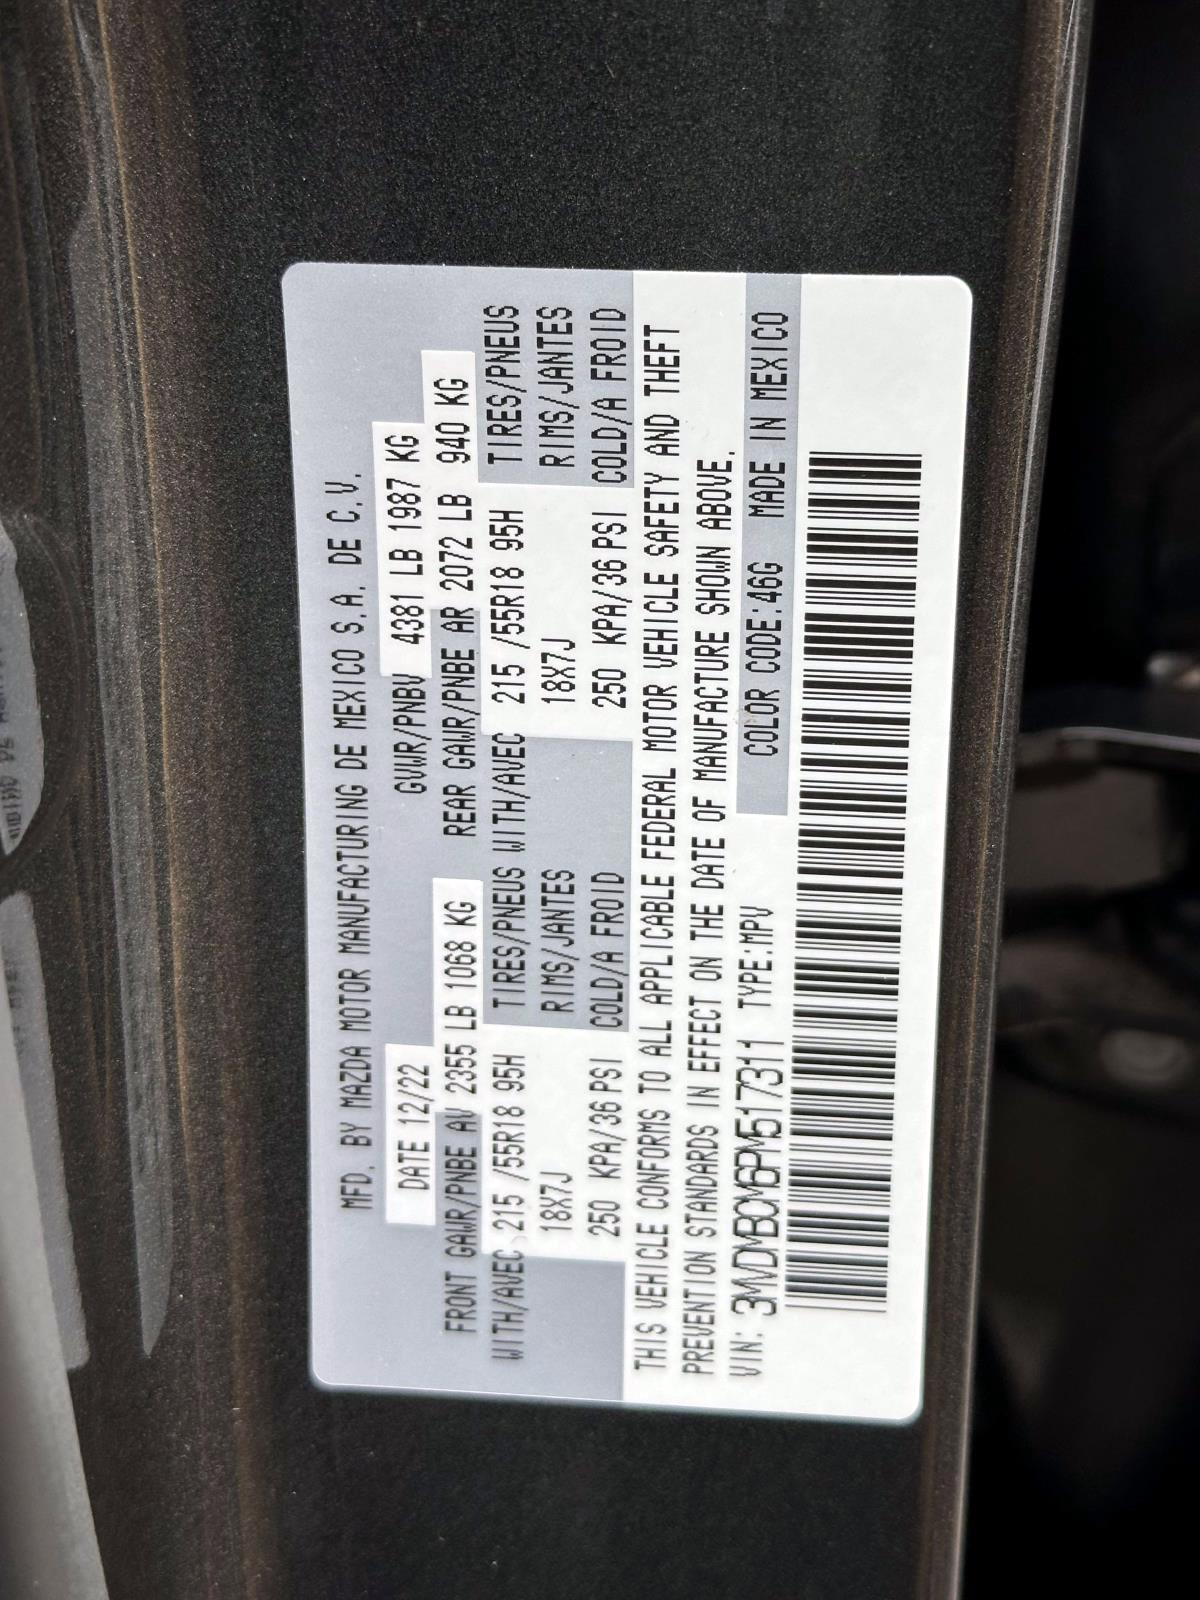 MFD. BY MAZDA MOTOR MANUFACTURING DE MEXICO S.A. DE C.V.
DATE 12/22 GVWR/PNBV 4381 LB 1987 KG
FRONT GAWR/PNBE AV 2355 LB 1068 KG REAR GAWR/PNBE AR 2072 LB 940 KG
WITH/AVEC 215 /55R18 95H TIRES/PNEUS WITH/AVEC 215 /55R18 95H TIRES/PNEUS
18X7J RIMS/JANTES 18X7J RIMS/JANTES
250 KPA/36 PSI COLD/A FROID 250 KPA/36 PSI COLD/A FROID
THIS VEHICLE CONFORMS TO ALL APPLICABLE FEDERAL MOTOR VEHICLE SAFETY AND THEFT
PREVENTION STANDARDS IN EFFECT ON THE DATE OF MANUFACTURE SHOWN ABOVE.
VIN: 3MVDMBCM6PM517311 TYPE:MPV COLOR CODE:46G MADE IN MEXICO